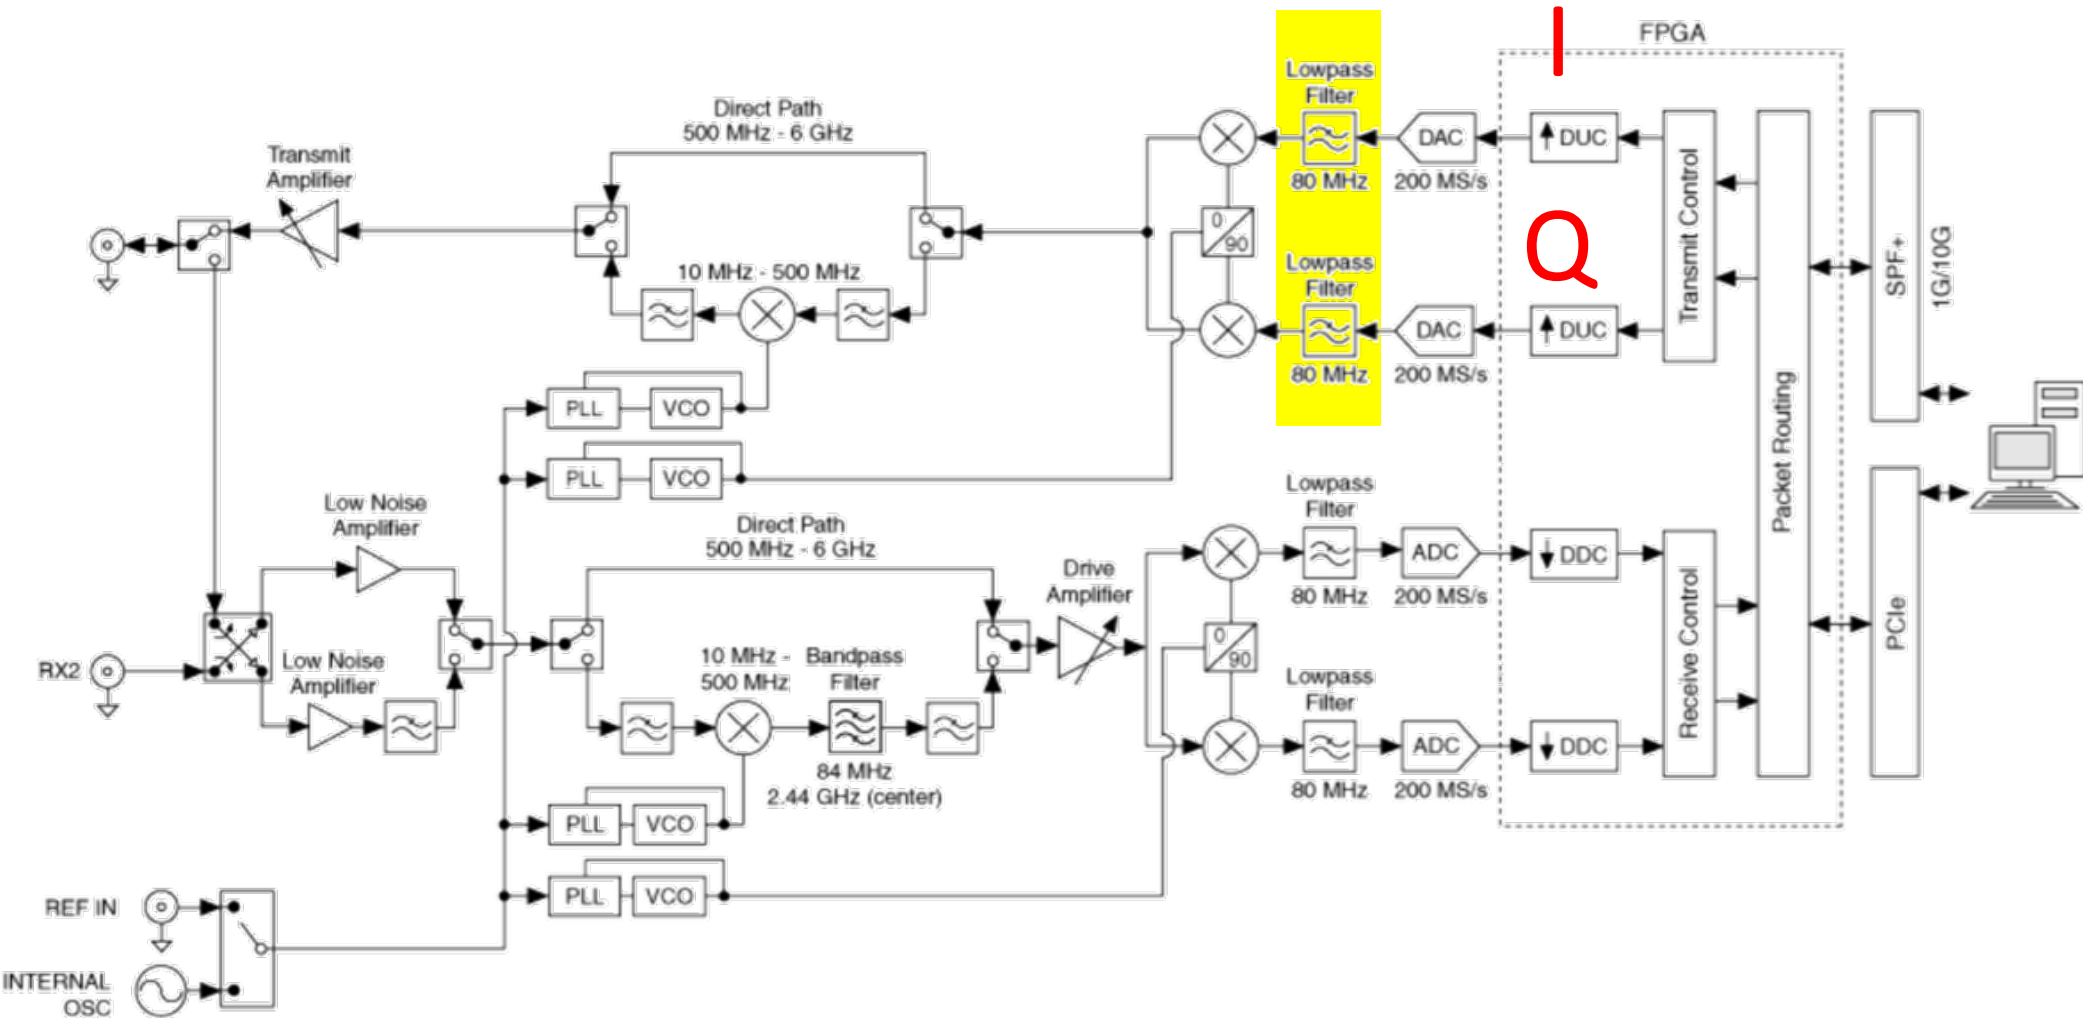 I
FPGA
Lowpass
Filter
Direct Path
500 MHz - 6 GHz
Transmit
Amplifier
DAC
DUC
80 MHz
200 MS/s
Transmit Control
Q
0
90
SPF+
1G/10G
Lowpass
Filter
10 MHz - 500 MHz
DAC
DUC
80 MHz
200 MS/s
Packet Routing
PLL
VCO
PLL
VCO
Low Noise
Amplifier
Lowpass
Filter
Direct Path
500 MHz - 6 GHz
ADC
DDC
Drive
Amplifier
80 MHz
200 MS/s
Receive Control
PCIe
0
90
RX2
Low Noise
Amplifier
10 MHz -
500 MHz
Bandpass
Filter
Lowpass
Filter
ADC
DDC
84 MHz
2.44 GHz (center)
80 MHz
200 MS/s
PLL
VCO
PLL
VCO
REF IN
INTERNAL
OSC